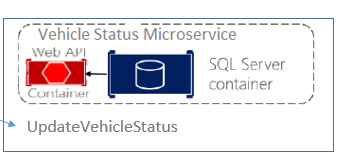 Vehicle Status Microservice
Web API
Container
SQL Server
container
UpdateVehicleStatus